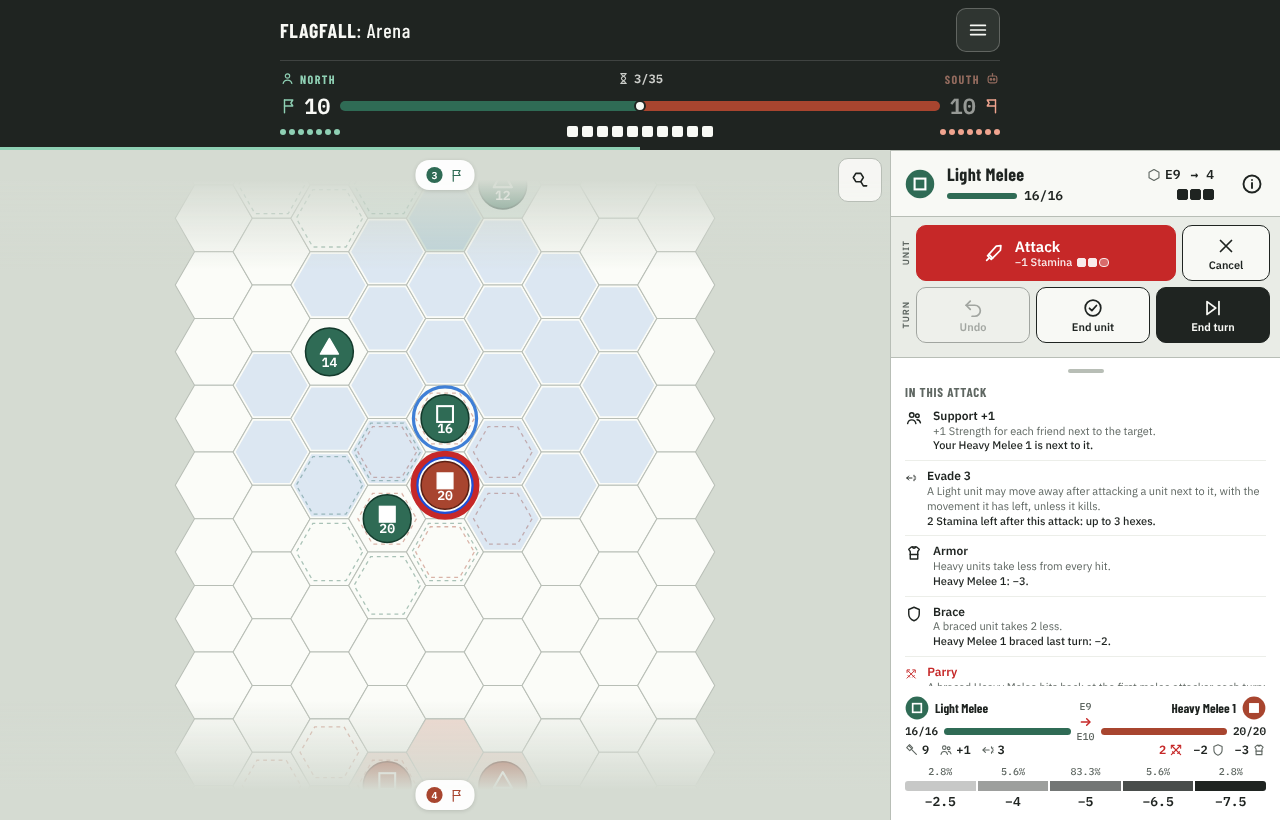 FLAGFALL: Arena
NORTH
3/35
SOUTH
10
10
3
12
14
16
20
20
4
Light Melee
16/16
E9 → 4
UNIT
Attack
−1 Stamina
Cancel
TURN
Undo
End unit
End turn
IN THIS ATTACK
Support +1
+1 Strength for each friend next to the target.
Your Heavy Melee 1 is next to it.
Evade 3
A Light unit may move away after attacking a unit next to it, with the
movement it has left, unless it kills.
2 Stamina left after this attack: up to 3 hexes.
Armor
Heavy units take less from every hit.
Heavy Melee 1: −3.
Brace
A braced unit takes 2 less.
Heavy Melee 1 braced last turn: −2.
Parry
Light Melee
E9
Heavy Melee 1
16/16
→
20/20
E10
9 +1 3
2 −2 −3
2.8% 5.6% 83.3% 5.6% 2.8%
−2.5 −4 −5 −6.5 −7.5